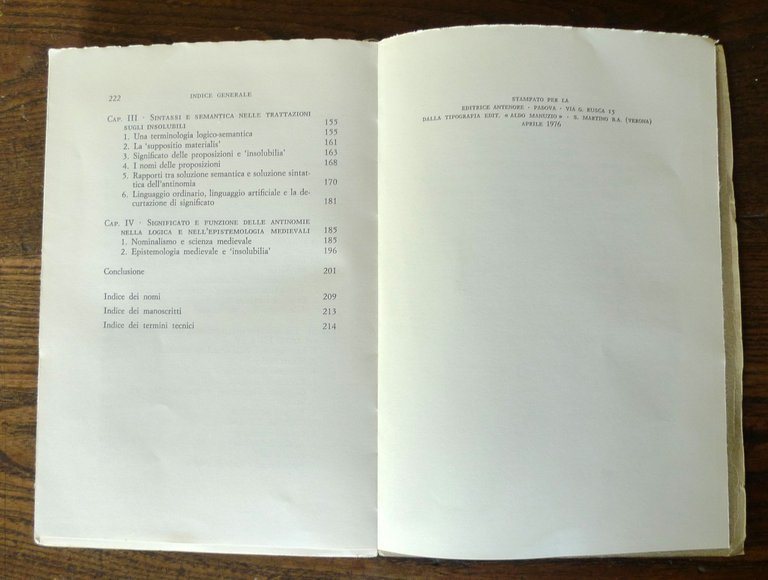 222 INDICE GENERALE
CAP. III · SINTASSI E SEMANTICA NELLE TRATTAZIONI
SUGLI INSOLUBILI 155
1. Una terminologia logico-semantica 155
2. La 'suppositio materialis' 161
3. Significato delle proposizioni e 'insolubilia' 163
4. I nomi delle proposizioni 168
5. Rapporti tra soluzione semantica e soluzione sintat-
tica dell'antinomia 170
6. Linguaggio ordinario, linguaggio artificiale e la de-
curtazione di significato 181
CAP. IV · SIGNIFICATO E FUNZIONE DELLE ANTINOMIE
NELLA LOGICA E NELL'EPISTEMOLOGIA MEDIEVALI 185
1. Nominalismo e scienza medievale 185
2. Epistemologia medievale e 'insolubilia' 196
Conclusione 201
Indice dei nomi 209
Indice dei manoscritti 213
Indice dei termini tecnici 214
STAMPATO PER LA
EDITRICE ANTENORE · PADOVA · VIA G. RUSCA 15
DALLA TIPOGRAFIA EDIT. « ALDO MANUZIO » · S. MARTINO B.A. (VERONA)
APRILE 1976